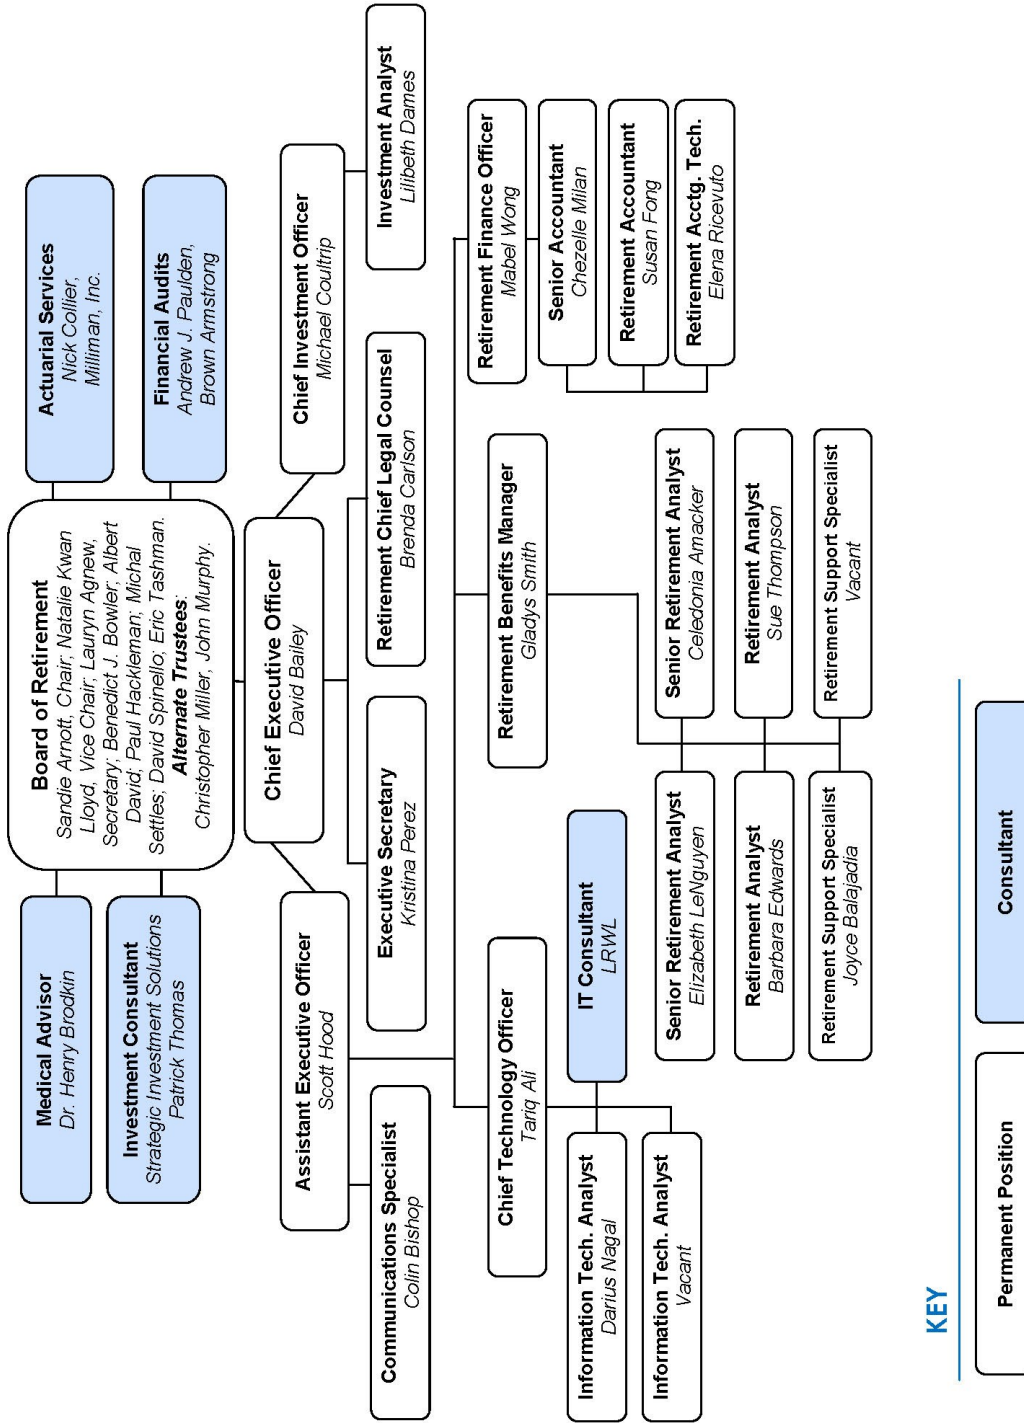 Board of Retirement
Sandie Arnott, Chair; Natalie Kwan
Lloyd, Vice Chair; Lauryn Agnew,
Secretary; Benedict J. Bowler; Albert
David; Paul Hackleman; Michal
Settles; David Spinello; Eric Tashman.
Alternate Trustees:
Christopher Miller, John Murphy.
Medical Advisor
Dr. Henry Brodkin
Investment Consultant
Strategic Investment Solutions
Patrick Thomas
Actuarial Services
Nick Collier,
Milliman, Inc.
Financial Audits
Andrew J. Paulden,
Brown Armstrong
Chief Executive Officer
David Bailey
Assistant Executive Officer
Scott Hood
Chief Investment Officer
Michael Coultrip
Communications Specialist
Colin Bishop
Executive Secretary
Kristina Perez
Retirement Chief Legal Counsel
Brenda Carlson
Investment Analyst
Lilibeth Dames
Chief Technology Officer
Tariq Ali
IT Consultant
LRWL
Information Tech. Analyst
Darius Nagal
Information Tech. Analyst
Vacant
Retirement Benefits Manager
Gladys Smith
Senior Retirement Analyst
Elizabeth LeNguyen
Senior Retirement Analyst
Celedonia Amacker
Retirement Analyst
Barbara Edwards
Retirement Analyst
Sue Thompson
Retirement Support Specialist
Joyce Balajadia
Retirement Support Specialist
Vacant
Retirement Finance Officer
Mabel Wong
Senior Accountant
Chezelle Milan
Retirement Accountant
Susan Fong
Retirement Acctg. Tech.
Elena Ricevuto
KEY
Permanent Position
Consultant